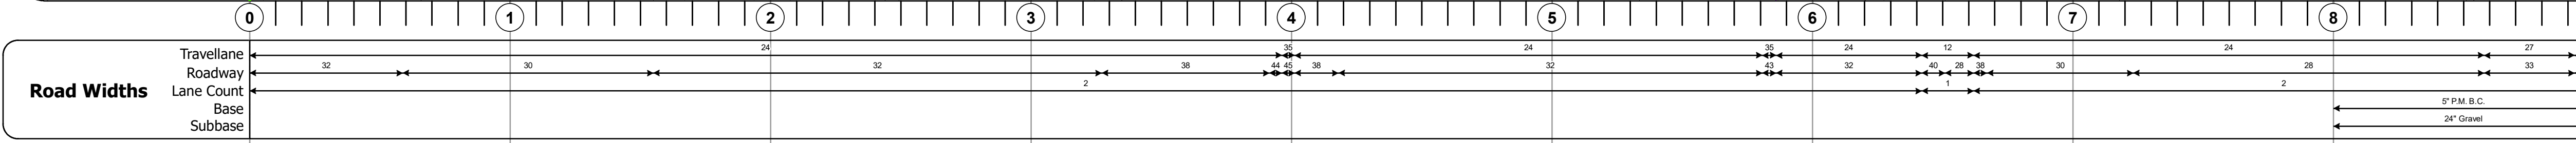 0 1 2 3 4 5 6 7 8
24 35 24 35 24 12 24 27
Travellane
32 30 32 38 44 45 38 32 43 32 40 28 38 30 28 33
Roadway
2 1 2
Road Widths Lane Count
Base 5" P.M. B.C.
Subbase 24" Gravel